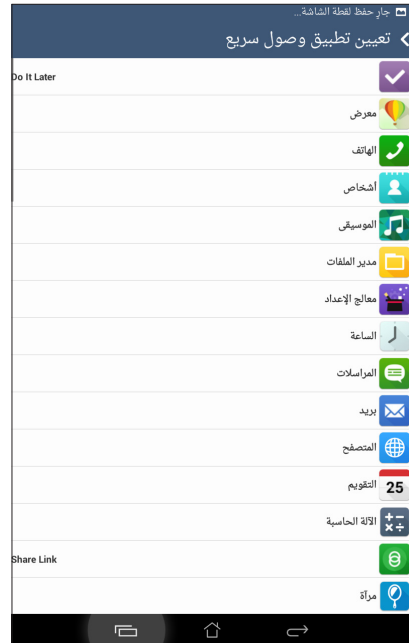 جارٍ حفظ لقطة الشاشة...
تعيين تطبيق وصول سريع
Do It Later
معرض
الهاتف
أشخاص
الموسيقى
مدير الملفات
معالج الإعداد
الساعة
المراسلات
بريد
المتصفح
25 التقويم
الآلة الحاسبة
Share Link
مرآة